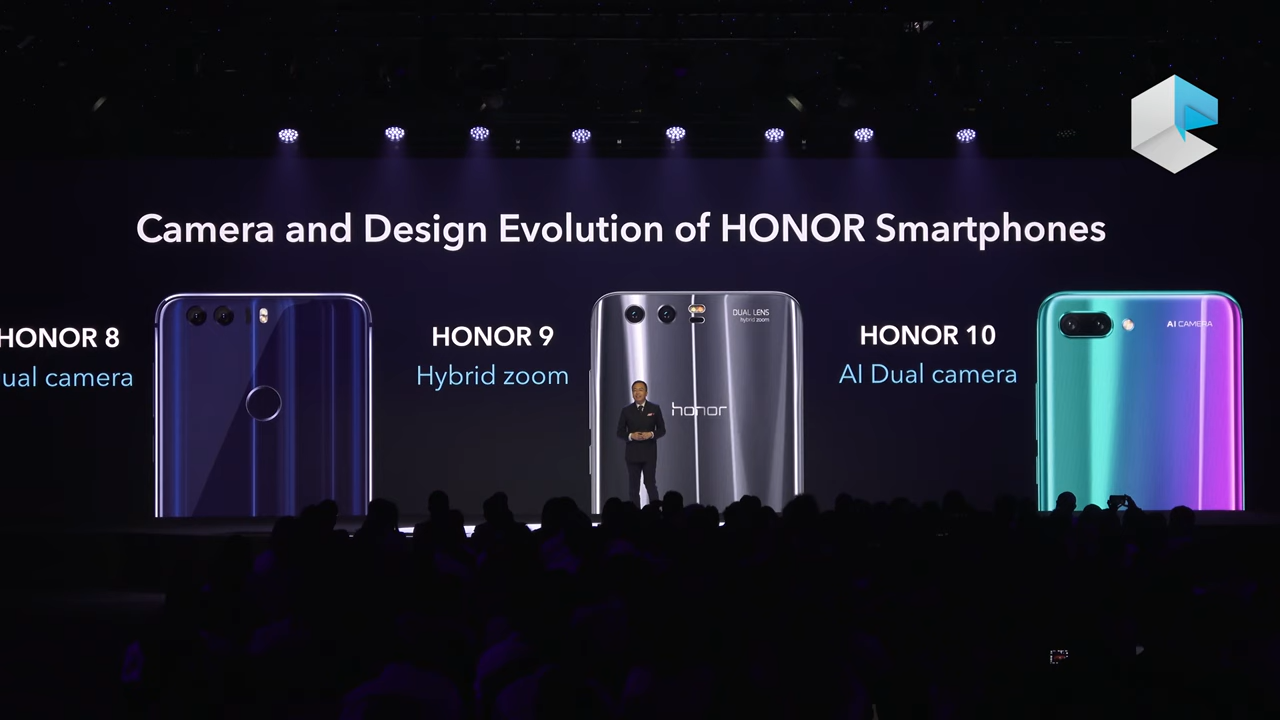 Camera and Design Evolution of HONOR Smartphones
HONOR 8
ual camera
HONOR 9
Hybrid zoom
DUAL LENS
hybrid zoom
honor
HONOR 10
AI Dual camera
AI CAMERA